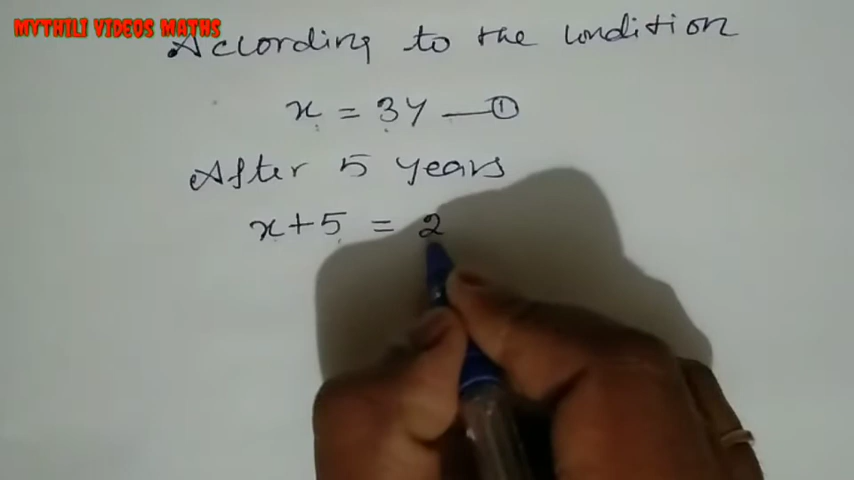 MYTHILI VIDEOS MATHS
According to the condition
x = 3y —①
After 5 years
x+5 = 2